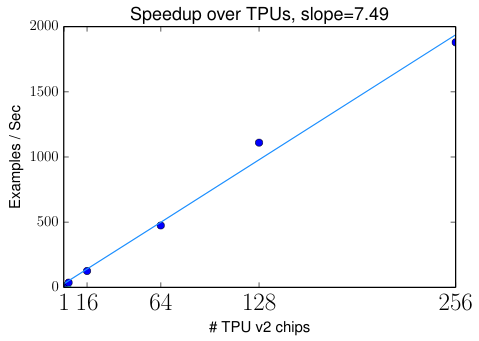 Speedup over TPUs, slope=7.49
2000
1500
1000
500
0
Examples / Sec
1 16 64 128 256
# TPU v2 chips